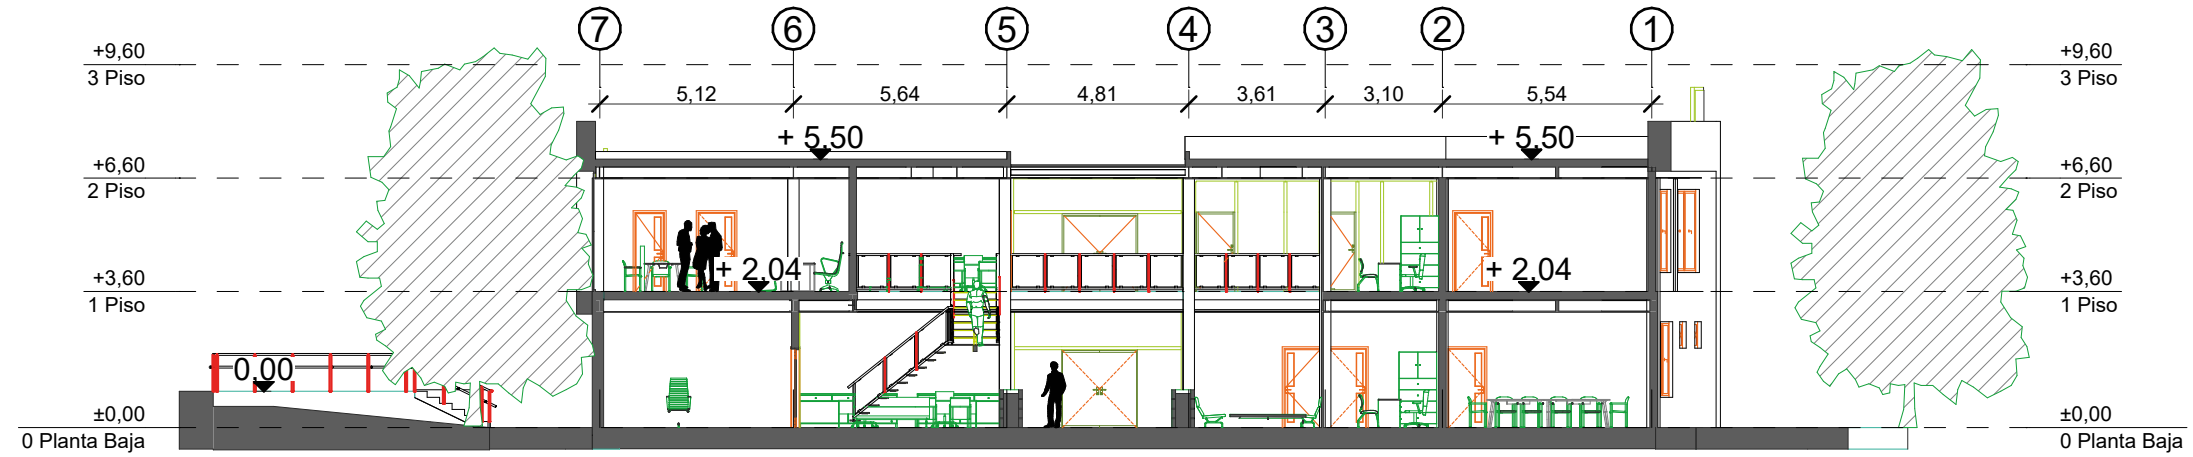 7 6 5 4 3 2 1
+9,60 +9,60
3 Piso 3 Piso
5,12 5,64 4,81 3,61 3,10 5,54
+ 5,50 + 5,50
+6,60 +6,60
2 Piso 2 Piso
+ 2,04 + 2,04
+3,60 +3,60
1 Piso 1 Piso
0,00
±0,00 ±0,00
0 Planta Baja 0 Planta Baja